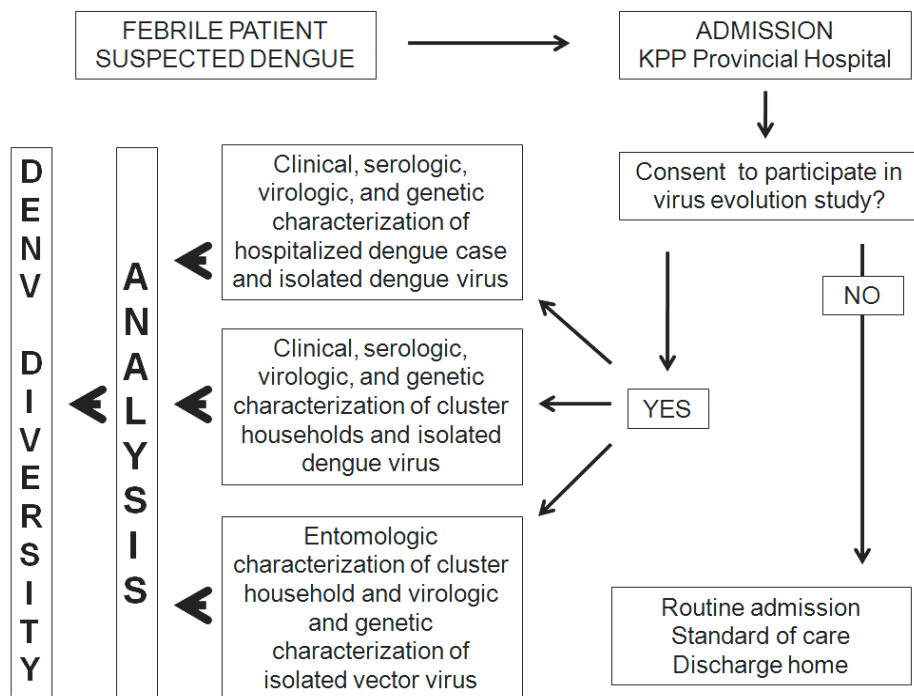 FEBRILE PATIENT
SUSPECTED DENGUE
ADMISSION
KPP Provincial Hospital
Consent to participate in
virus evolution study?
NO
YES
Routine admission
Standard of care
Discharge home
Clinical, serologic,
virologic, and genetic
characterization of
hospitalized dengue case
and isolated dengue virus
Clinical, serologic,
virologic, and genetic
characterization of cluster
households and isolated
dengue virus
Entomologic
characterization of cluster
household and virologic
and genetic
characterization of
isolated vector virus
ANALYSIS
DENV DIVERSITY